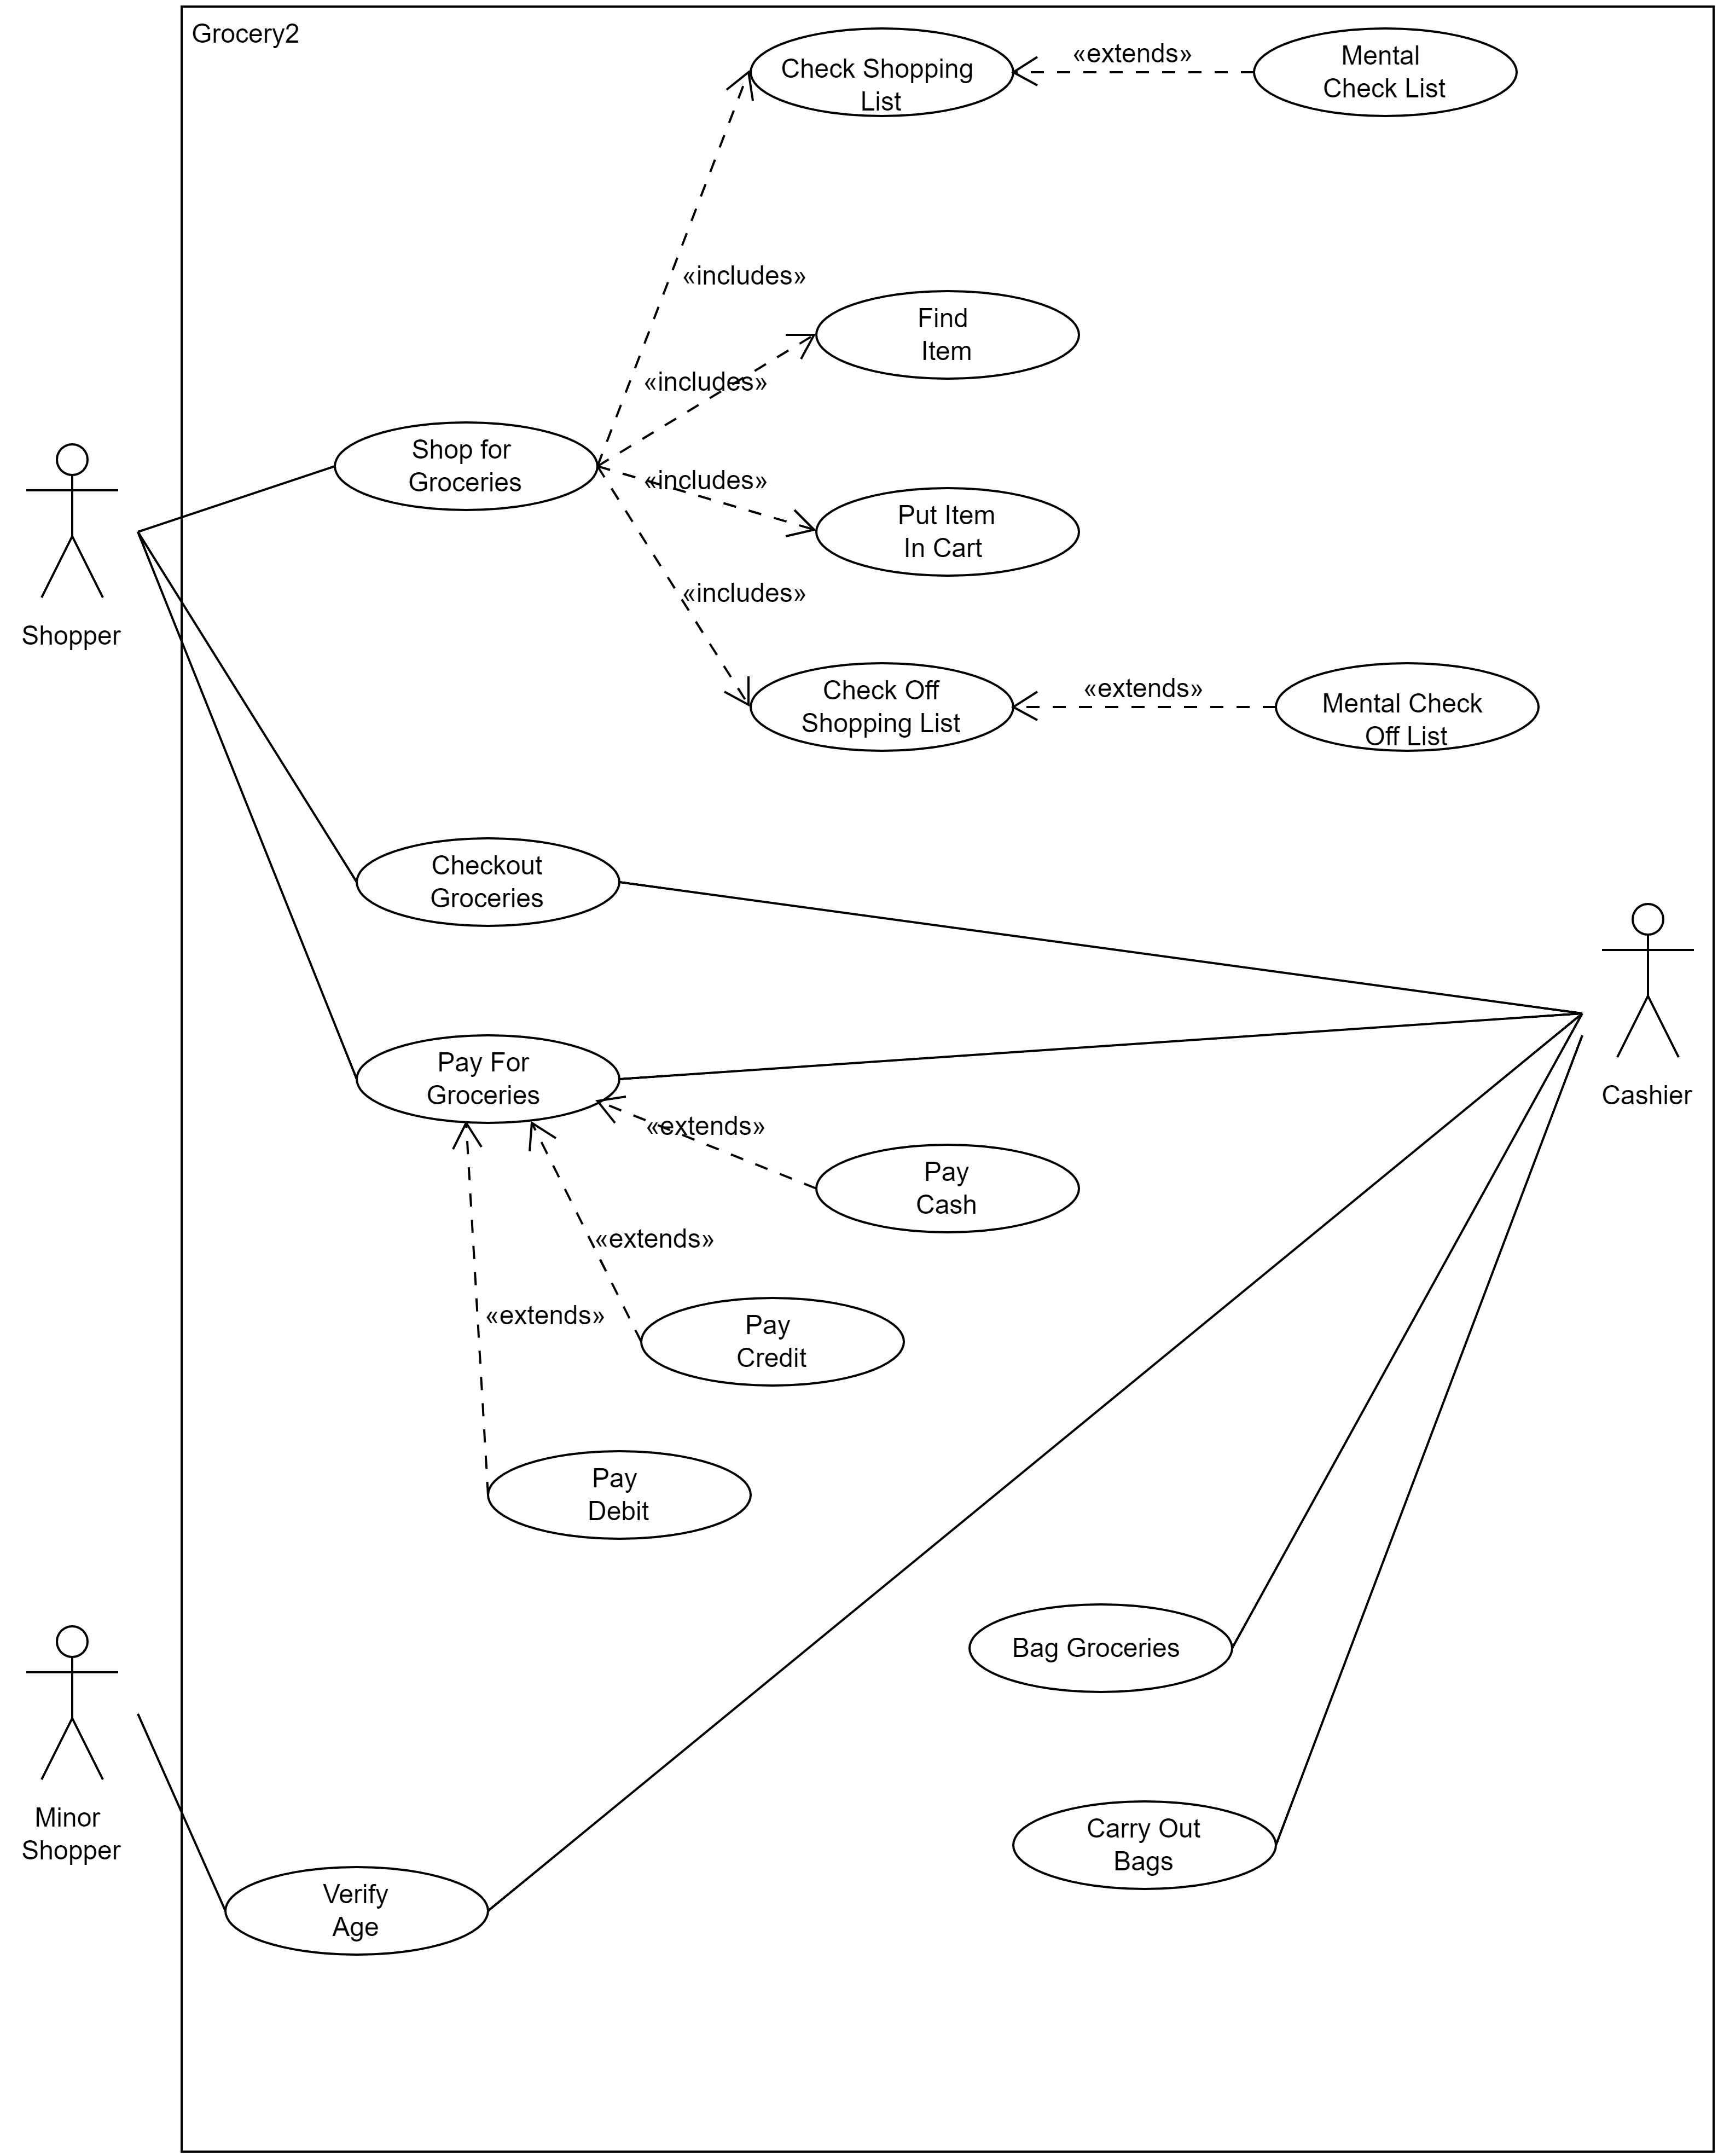 Grocery2
Check Shopping
List
«extends»
Mental
Check List
«includes»
Find
Item
«includes»
Shop for
Groceries
«includes»
Put Item
In Cart
«includes»
Shopper
Check Off
Shopping List
«extends»
Mental Check
Off List
Checkout
Groceries
Pay For
Groceries
Cashier
«extends»
Pay
Cash
«extends»
«extends»
Pay
Credit
Pay
Debit
Bag Groceries
Minor
Shopper
Carry Out
Bags
Verify
Age